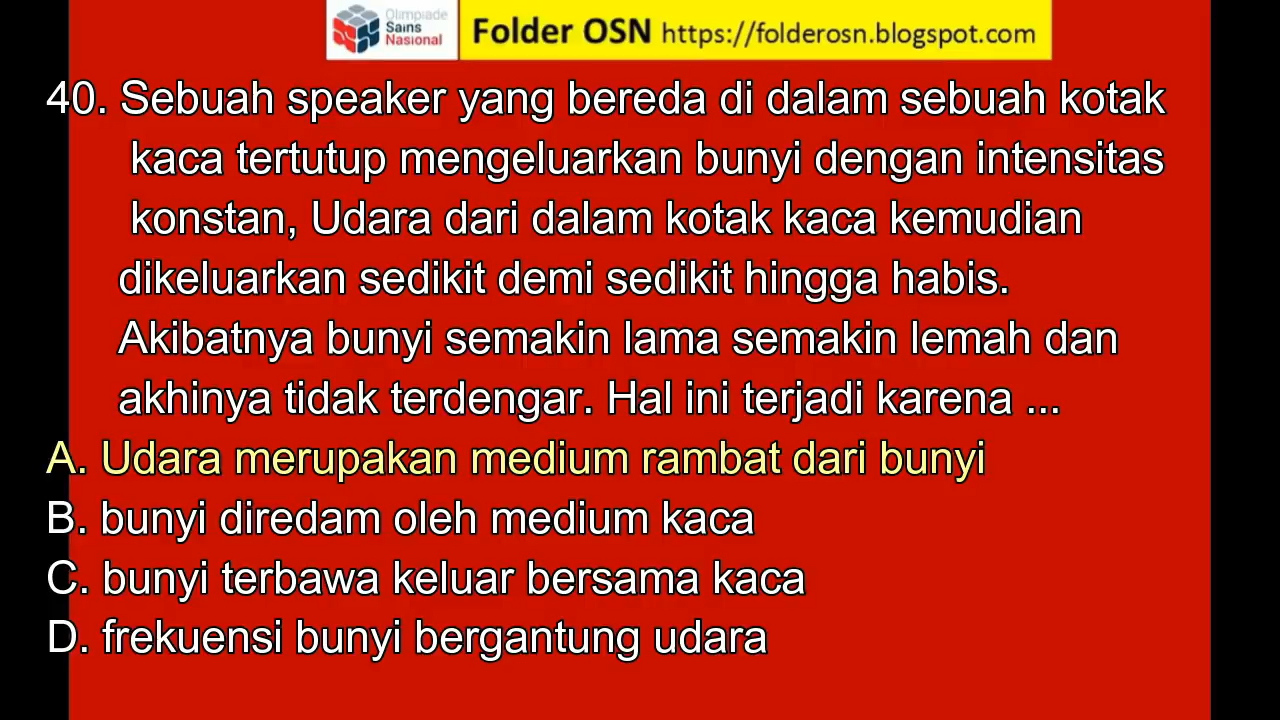 Olimpiade
Sains
Nasional
Folder OSN https://folderosn.blogspot.com
40. Sebuah speaker yang bereda di dalam sebuah kotak
kaca tertutup mengeluarkan bunyi dengan intensitas
konstan, Udara dari dalam kotak kaca kemudian
dikeluarkan sedikit demi sedikit hingga habis.
Akibatnya bunyi semakin lama semakin lemah dan
akhinya tidak terdengar. Hal ini terjadi karena ...
A. Udara merupakan medium rambat dari bunyi
B. bunyi diredam oleh medium kaca
C. bunyi terbawa keluar bersama kaca
D. frekuensi bunyi bergantung udara